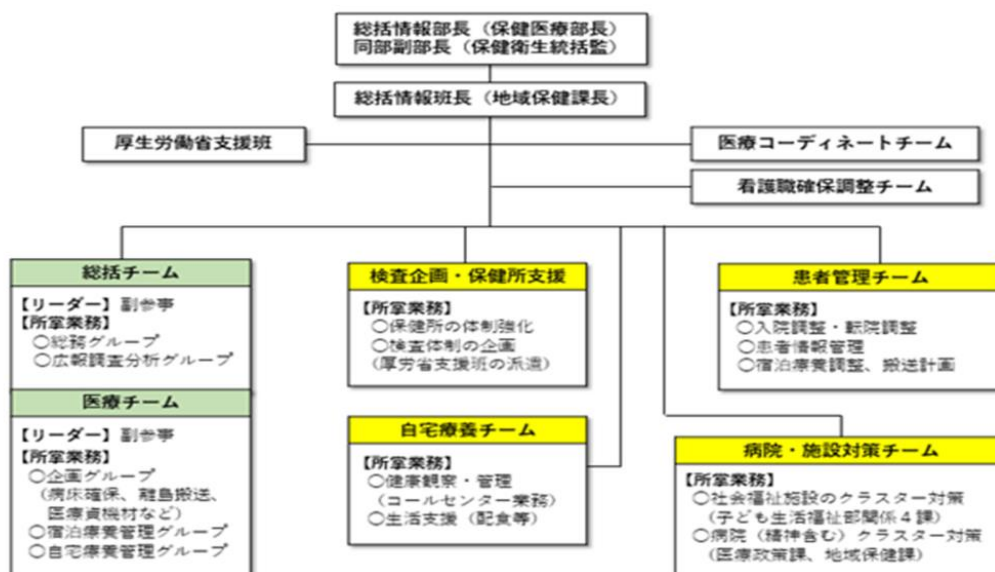 総括情報部長（保健医療部長）
同部副部長（保健衛生統括監）
総括情報班長（地域保健課長）
厚生労働省支援班
医療コーディネートチーム
看護職確保調整チーム
総括チーム
【リーダー】副参事
【所掌業務】
○総務グループ
○広報調査分析グループ
医療チーム
【リーダー】副参事
【所掌業務】
○企画グループ
（病床確保、離島搬送、
医療資機材など）
○宿泊療養管理グループ
○自宅療養管理グループ
検査企画・保健所支援
【所掌業務】
○保健所の体制強化
○検査体制の企画
（厚労省支援班の派遣）
自宅療養チーム
【所掌業務】
○健康観察・管理
（コールセンター業務）
○生活支援（配食等）
患者管理チーム
【所掌業務】
○入院調整・転院調整
○患者情報管理
○宿泊療養調整、搬送計画
病院・施設対策チーム
【所掌業務】
○社会福祉施設のクラスター対策
（子ども生活福祉部関係４課）
○病院（精神含む）クラスター対策
（医療政策課、地域保健課）